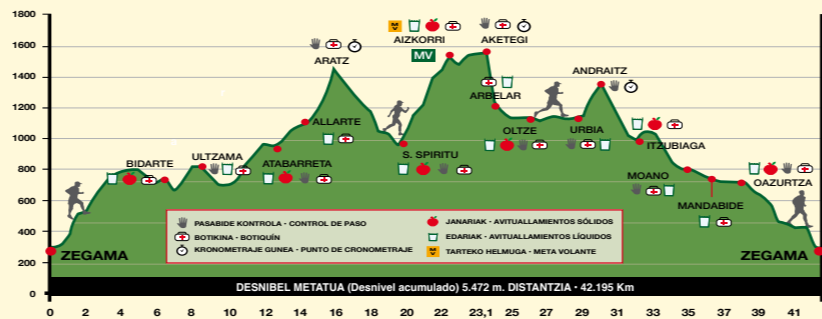 1800
1600
1400
1200
1000
800
600
400
200
0
AIZKORRI
MV
AKETEGI
ARATZ
ANDRAITZ
ARBELAR
ALLARTE
OLTZE
URBIA
ITZUBIAGA
BIDARTE
ULTZAMA
ATABARRETA
S. SPIRITU
MOANO
OAZURTZA
MANDABIDE
ZEGAMA
ZEGAMA
PASABIDE KONTROLA - CONTROL DE PASO
BOTIKINA - BOTIQUÍN
KRONOMETRAJE GUNEA - PUNTO DE CRONOMETRAJE
JANARIAK - AVITUALLAMIENTOS SÓLIDOS
EDARIAK - AVITUALLAMIENTOS LÍQUIDOS
TARTEKO HELMUGA - META VOLANTE
DESNIBEL METATUA (Desnivel acumulado) 5.472 m. DISTANTZIA · 42.195 Km
0 2 4 6 8 10 12 14 16 18 20 22 23,1 25 27 29 31 33 35 38 39 41